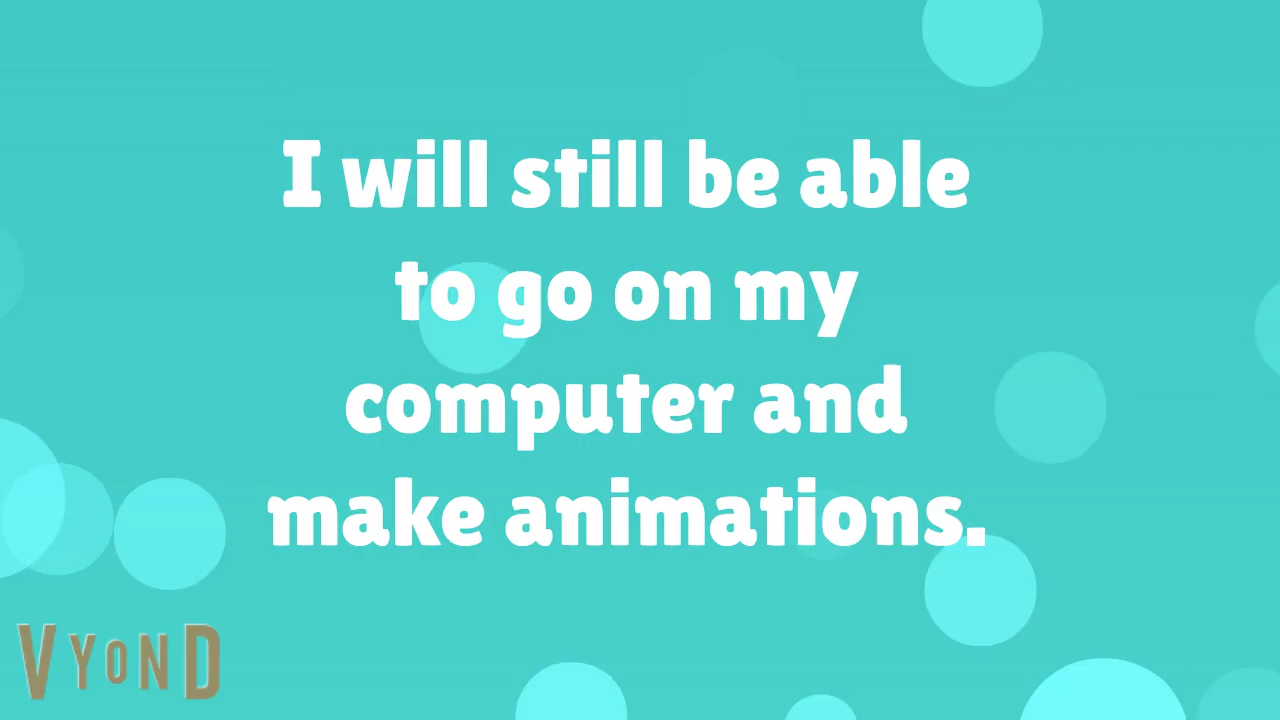 I will still be able
to go on my
computer and
make animations.
VYOND